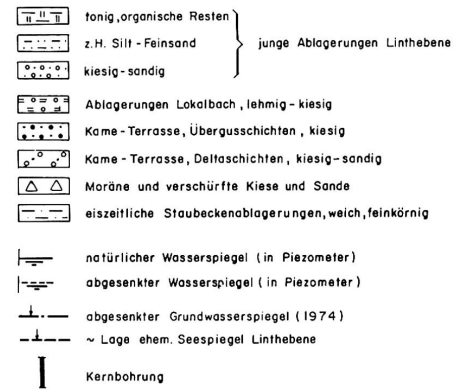 tonig, organische Resten
z.H. Silt - Feinsand
junge Ablagerungen Linthebene
kiesig - sandig
Ablagerungen Lokalbach, lehmig - kiesig
Kame - Terrasse, Übergusschichten, kiesig
Kame - Terrasse, Deltaschichten, kiesig - sandig
Moräne und verschürfte Kiese und Sande
eiszeitliche Staubeckenablagerungen, weich, feinkörnig
natürlicher Wasserspiegel (in Piezometer)
abgesenkter Wasserspiegel (in Piezometer)
abgesenkter Grundwasserspiegel (1974)
~ Lage ehem. Seespiegel Linthebene
Kernbohrung